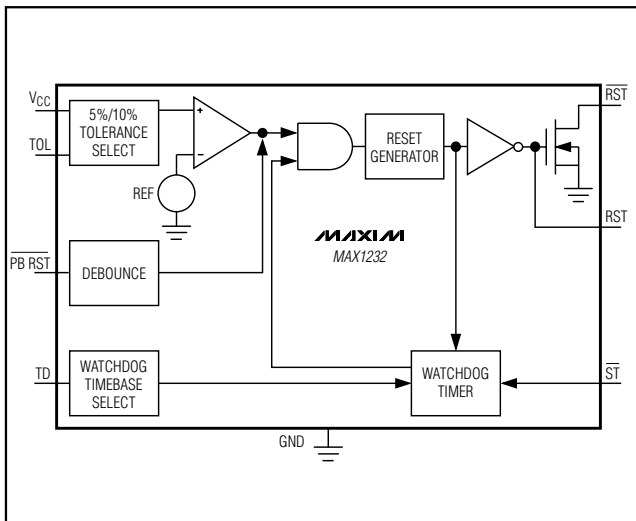 VCC
5%/10%
TOLERANCE
SELECT
TOL
+
−
REF
RESET
GENERATOR
RST
RST
MAXIM
MAX1232
PB RST
DEBOUNCE
TD
WATCHDOG
TIMEBASE
SELECT
WATCHDOG
TIMER
ST
GND